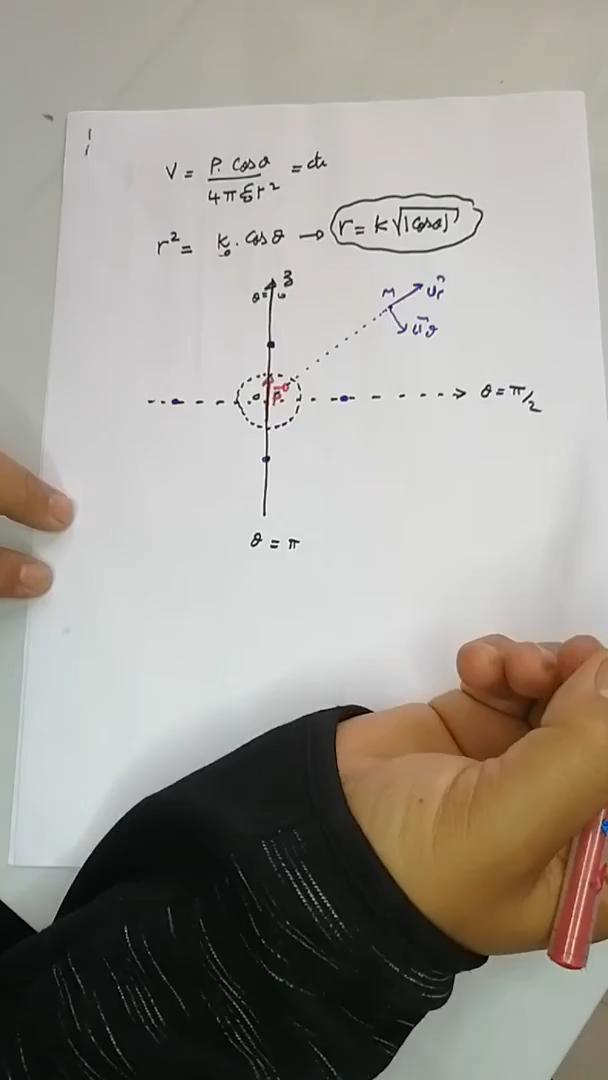 V = P. cosθ / 4πε₀r² = cte
r² = k₀. cosθ → r = k√|cosθ|
θ=0 z
M u⃗r
u⃗θ
o P⃗ θ = π/2
θ = π